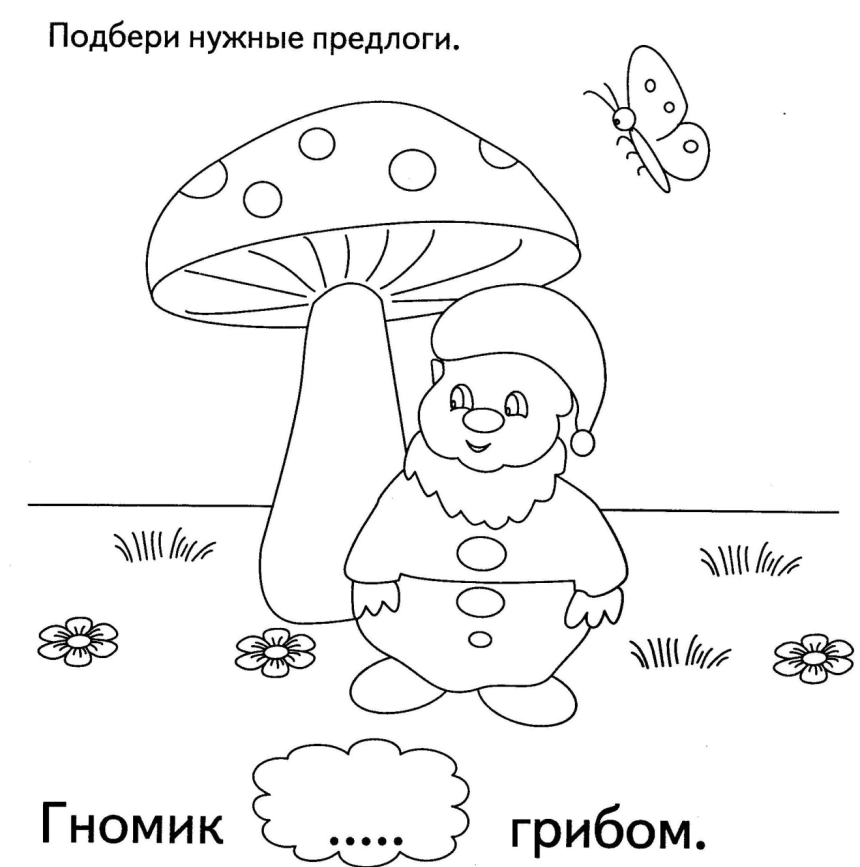 Подбери нужные предлоги.
Гномик ..... грибом.